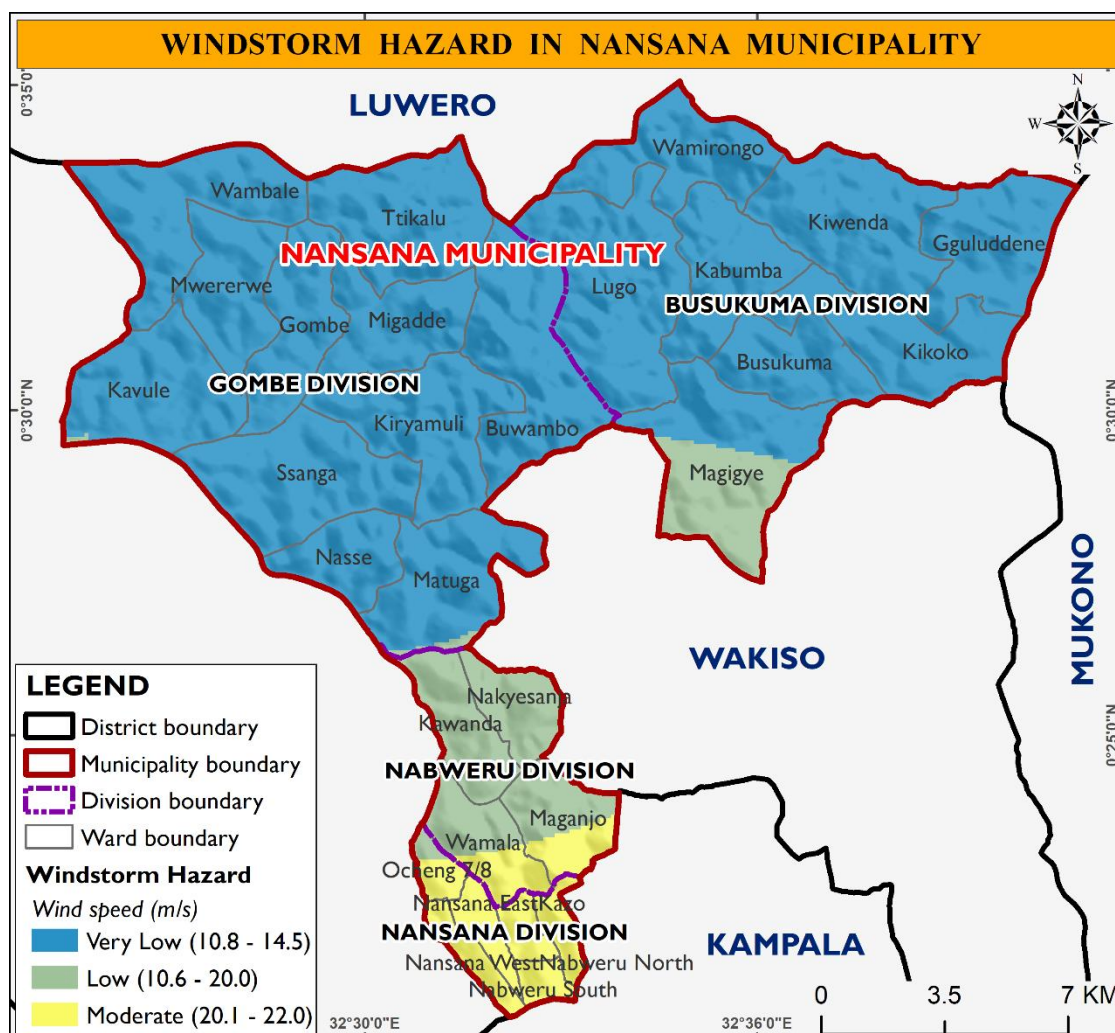 WINDSTORM HAZARD IN NANSANA MUNICIPALITY
0°35'0"
LUWERO
N
W
S
Wamirongo
Wambale
Ttikalu
Kiwenda
Gguluddene
NANSANA MUNICIPALITY
Mwererwe
Lugo
Kabumba
BUSUKUMA DIVISION
Gombe
Migadde
Kikoko
Busukuma
Kavule
GOMBE DIVISION
0°30'0"N
0°30'0"N
Kiryamuli
Buwambo
Ssanga
Magigye
Nasse
Matuga
MUKONO
WAKISO
LEGEND
District boundary
Municipality boundary
Division boundary
Ward boundary
Windstorm Hazard
Wind speed (m/s)
Very Low (10.8 - 14.5)
Low (10.6 - 20.0)
Moderate (20.1 - 22.0)
Nakyesanja
Kawanda
0°25'0"N
NABWERU DIVISION
Maganjo
Wamala
Ocheng 7/8
Nansana East
Kazo
NANSANA DIVISION
KAMPALA
Nansana West
Nabweru North
Nabweru South
0 3.5 7 KM
32°30'0"E
32°36'0"E